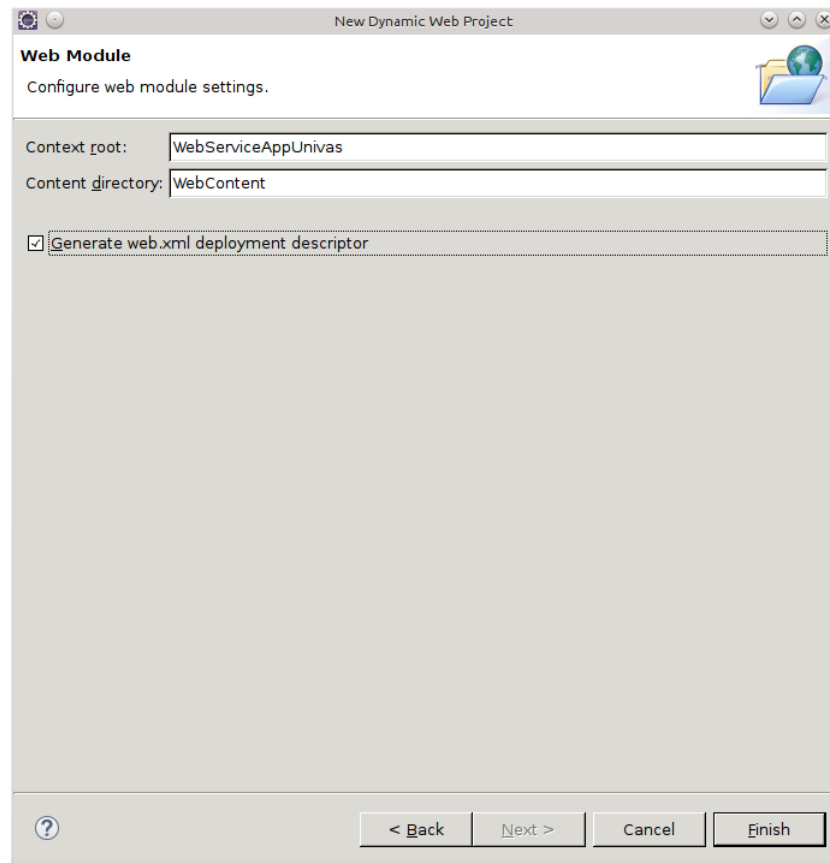 New Dynamic Web Project
Web Module
Configure web module settings.
Context root: WebServiceAppUnivas
Content directory: WebContent
Generate web.xml deployment descriptor
? < Back Next > Cancel Finish